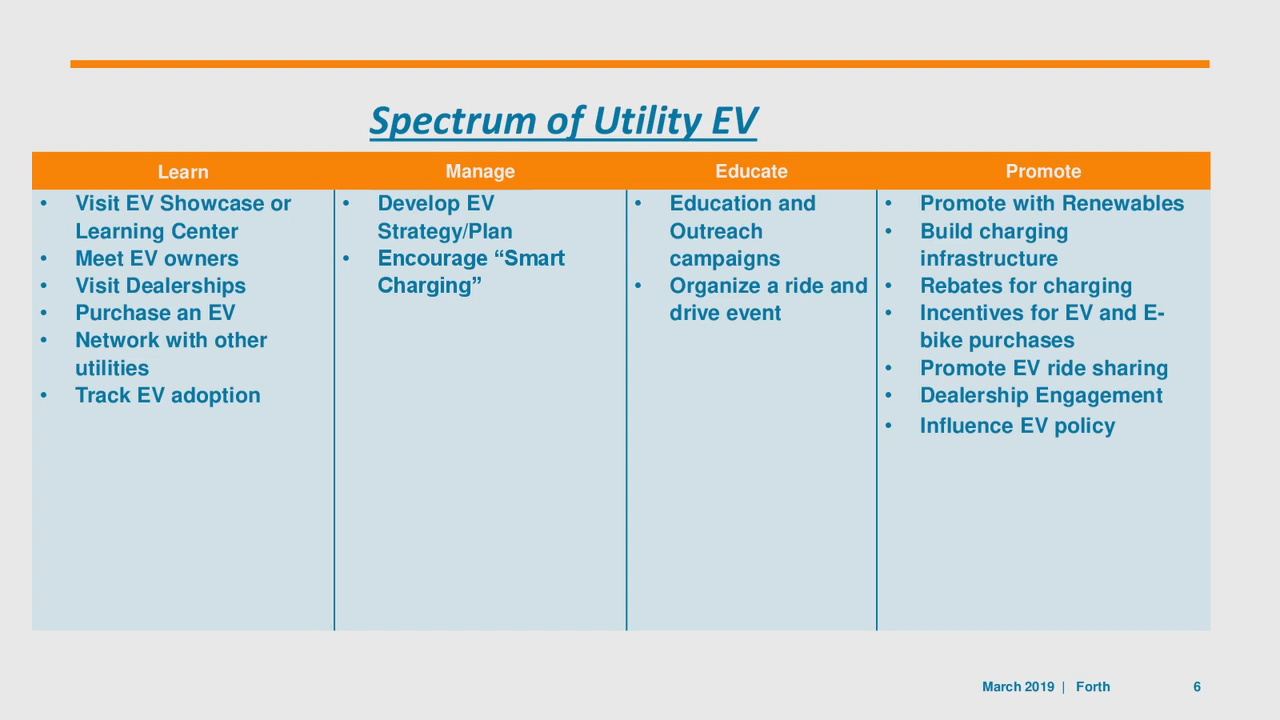 Spectrum of Utility EV
Learn
• Visit EV Showcase or
Learning Center
• Meet EV owners
• Visit Dealerships
• Purchase an EV
• Network with other
utilities
• Track EV adoption
Manage
• Develop EV
Strategy/Plan
• Encourage “Smart
Charging”
Educate
• Education and
Outreach
campaigns
• Organize a ride and
drive event
Promote
• Promote with Renewables
• Build charging
infrastructure
• Rebates for charging
• Incentives for EV and E-
bike purchases
• Promote EV ride sharing
• Dealership Engagement
• Influence EV policy
March 2019 | Forth 6